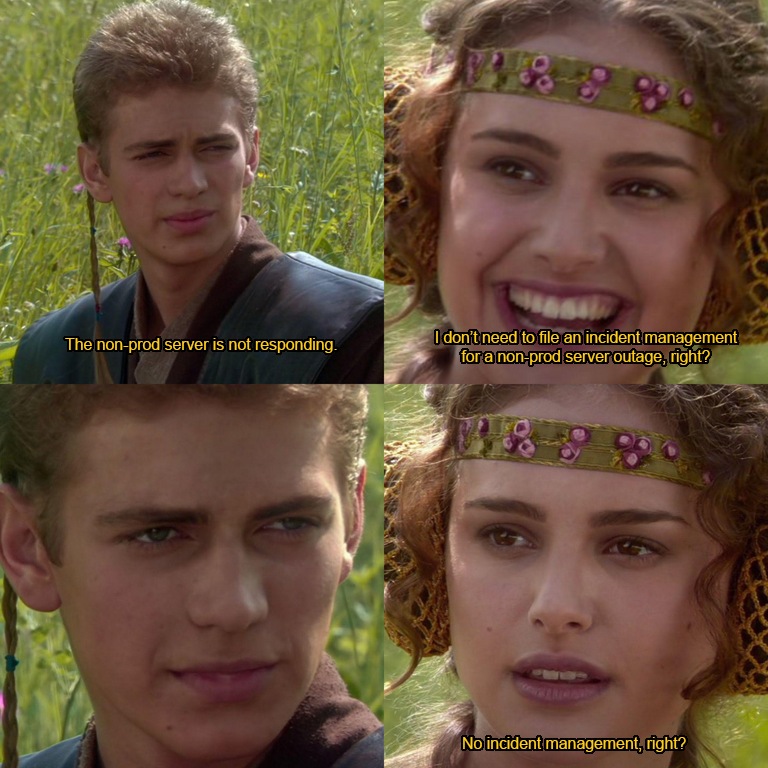 The non-prod server is not responding.
I don't need to file an incident management
for a non-prod server outage, right?
No incident management, right?